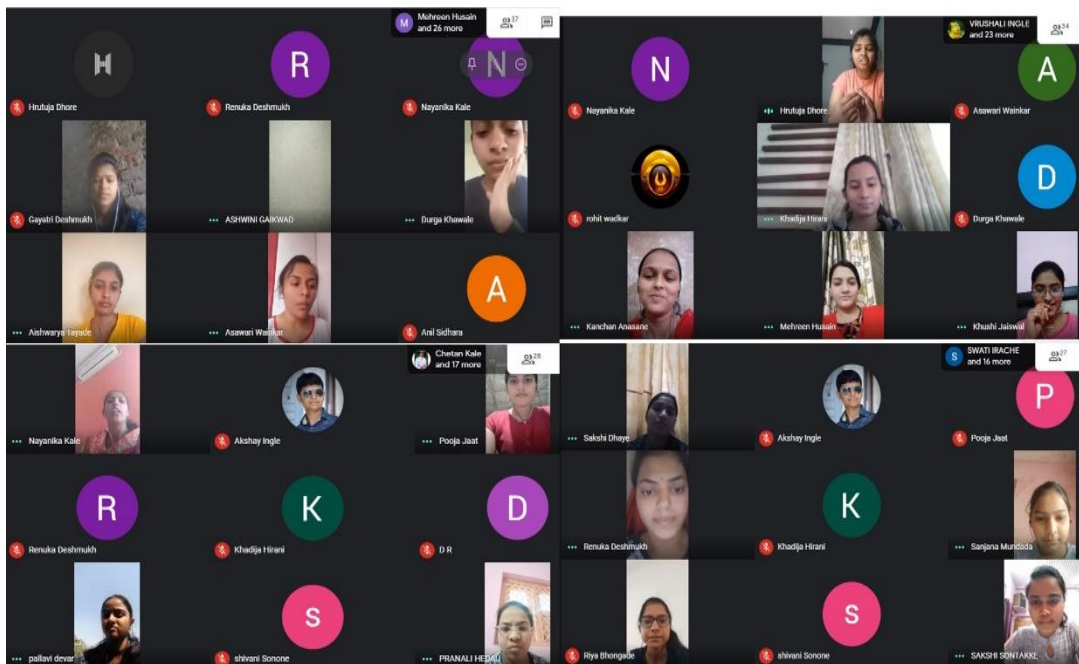 Mehreen Husain
and 26 more
37
H
R
N
Hrutuja Dhore
Renuka Deshmukh
Nayanika Kale
Gayatri Deshmukh
ASHWINI GAIKWAD
Durga Khawale
A
Aishwarya Tayade
Asawari Wainkar
Anil Sidhara
VRUSHALI INGLE
and 23 more
34
N
A
Nayanika Kale
Hrutuja Dhore
Asawari Wainkar
D
rohit wadkar
Khadija Hirani
Durga Khawale
Kanchan Anasane
Mehreen Husain
Khushi Jaiswal
Chetan Kale
and 17 more
28
Nayanika Kale
Akshay Ingle
Pooja Jaat
R
K
D
Renuka Deshmukh
Khadija Hirani
D R
S
pallavi devar
shivani Sonone
PRANALI HEDAU
S
SWATI IRACHE
and 16 more
27
P
Sakshi Dhaye
Akshay Ingle
Pooja Jaat
K
Renuka Deshmukh
Khadija Hirani
Sanjana Mundada
S
Riya Bhongade
shivani Sonone
SAKSHI SONTAKKE